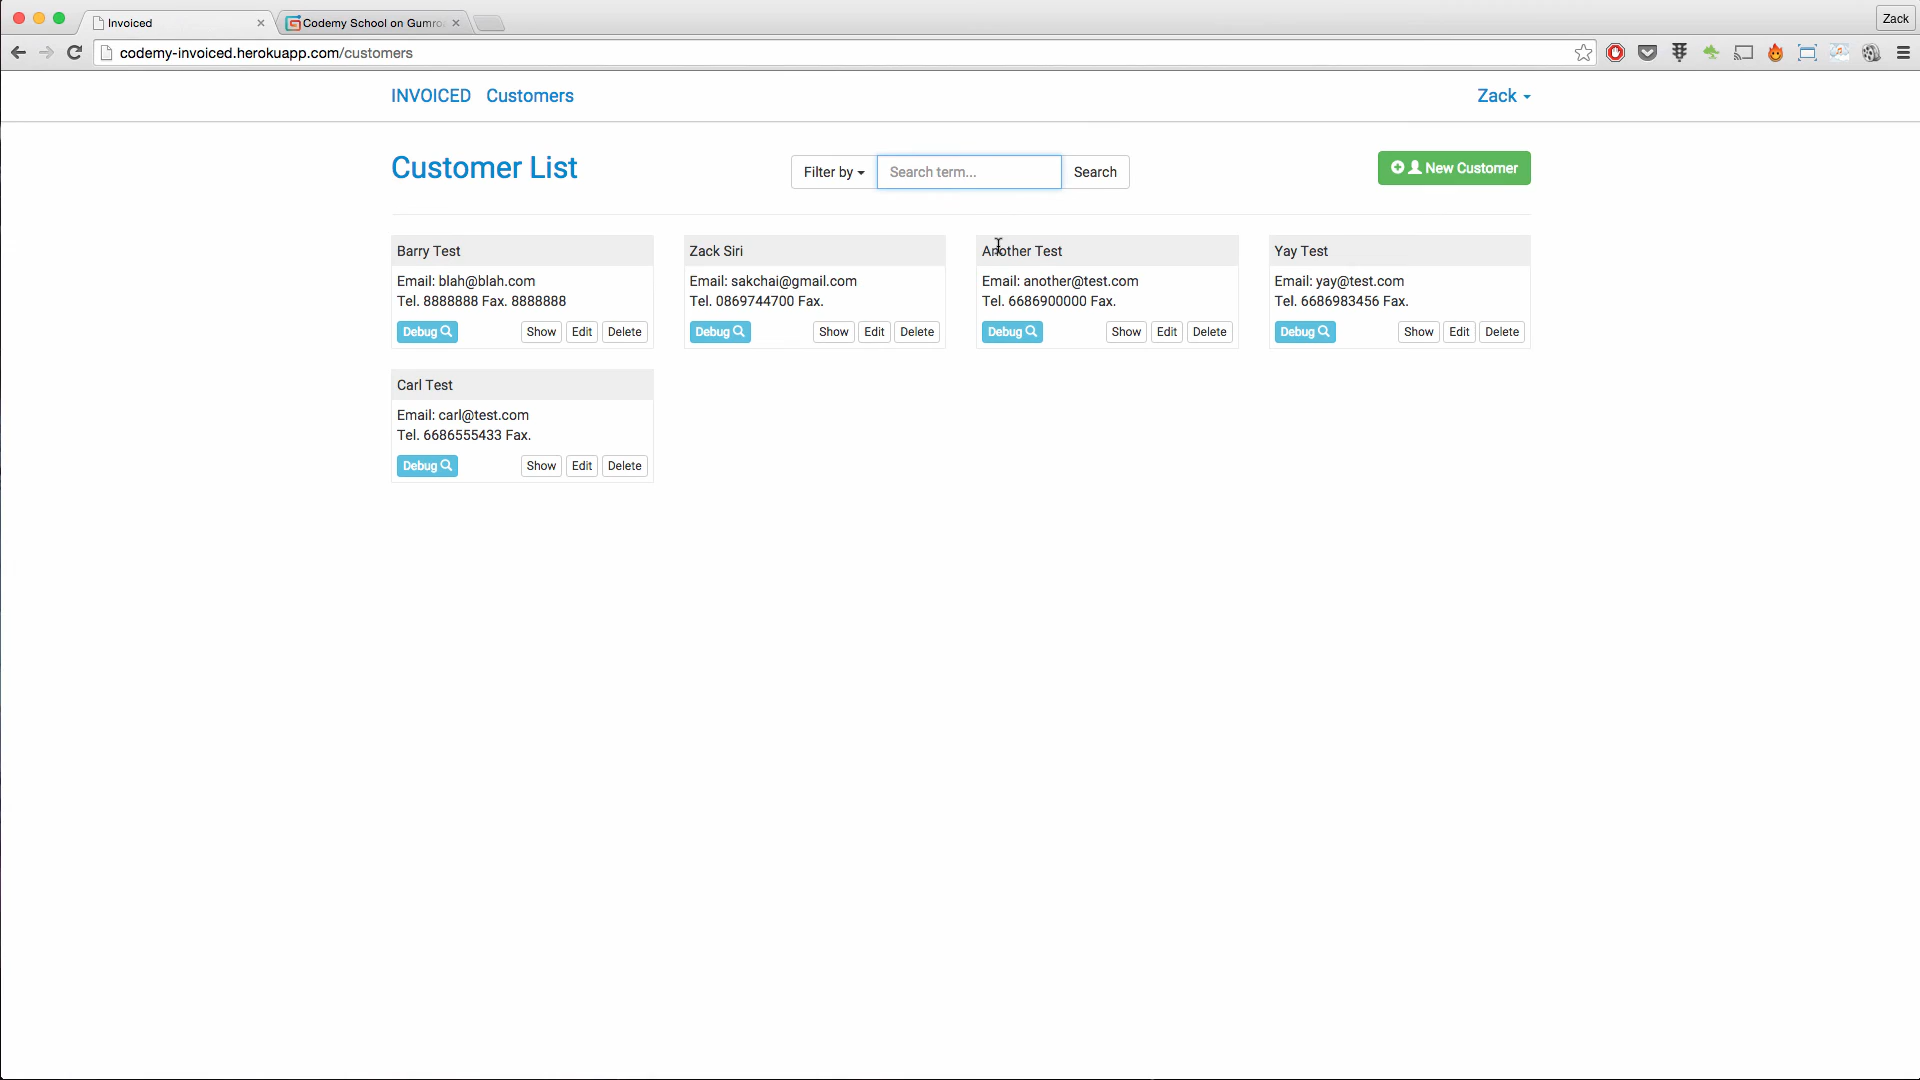 Invoiced
Codemy School on Gumro
Zack
codemy-invoiced.herokuapp.com/customers
INVOICED Customers Zack
Customer List Filter by Search term... Search New Customer
Barry Test
Email: blah@blah.com
Tel. 8888888 Fax. 8888888
Debug Show Edit Delete
Zack Siri
Email: sakchai@gmail.com
Tel. 0869744700 Fax.
Debug Show Edit Delete
Another Test
Email: another@test.com
Tel. 6686900000 Fax.
Debug Show Edit Delete
Yay Test
Email: yay@test.com
Tel. 6686983456 Fax.
Debug Show Edit Delete
Carl Test
Email: carl@test.com
Tel. 6686555433 Fax.
Debug Show Edit Delete